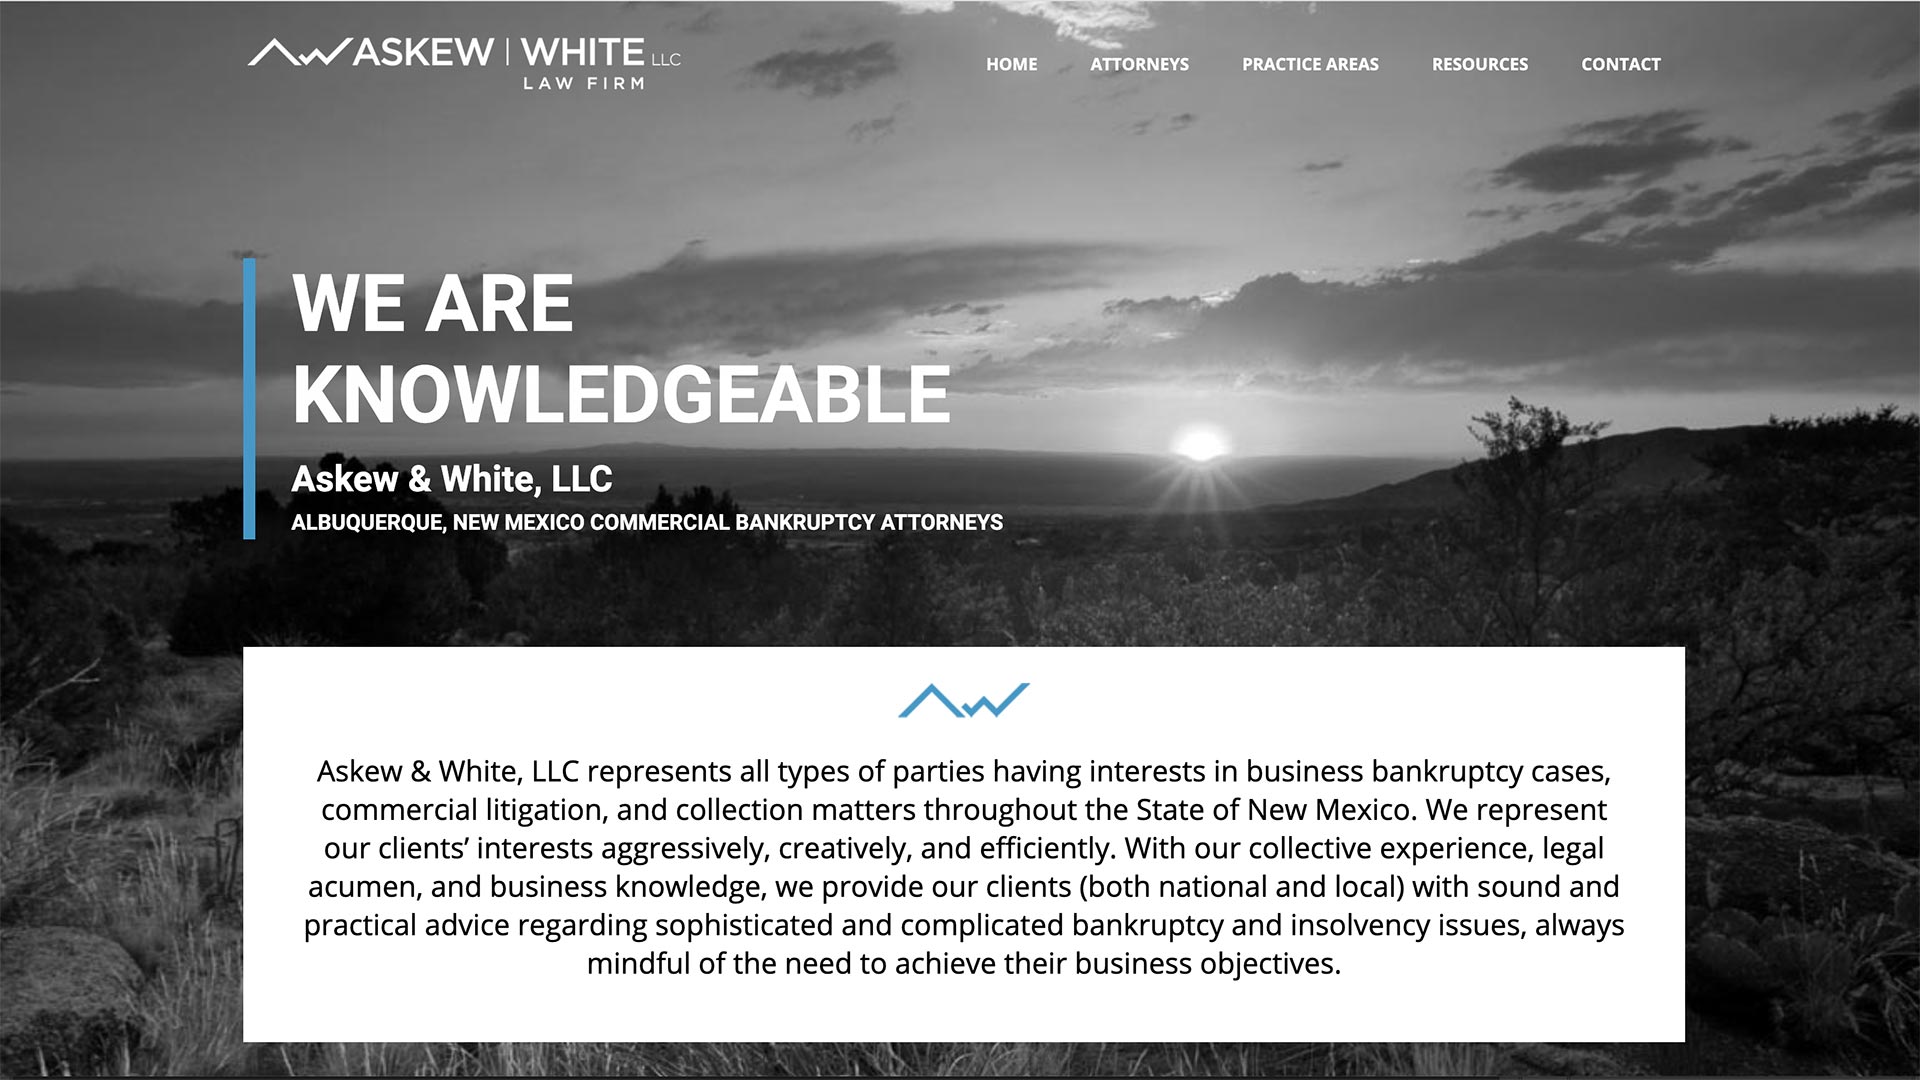 ASKEW | WHITE LLC
LAW FIRM
HOME ATTORNEYS PRACTICE AREAS RESOURCES CONTACT
WE ARE
KNOWLEDGEABLE
Askew & White, LLC
ALBUQUERQUE, NEW MEXICO COMMERCIAL BANKRUPTCY ATTORNEYS
Askew & White, LLC represents all types of parties having interests in business bankruptcy cases,
commercial litigation, and collection matters throughout the State of New Mexico. We represent
our clients’ interests aggressively, creatively, and efficiently. With our collective experience, legal
acumen, and business knowledge, we provide our clients (both national and local) with sound and
practical advice regarding sophisticated and complicated bankruptcy and insolvency issues, always
mindful of the need to achieve their business objectives.